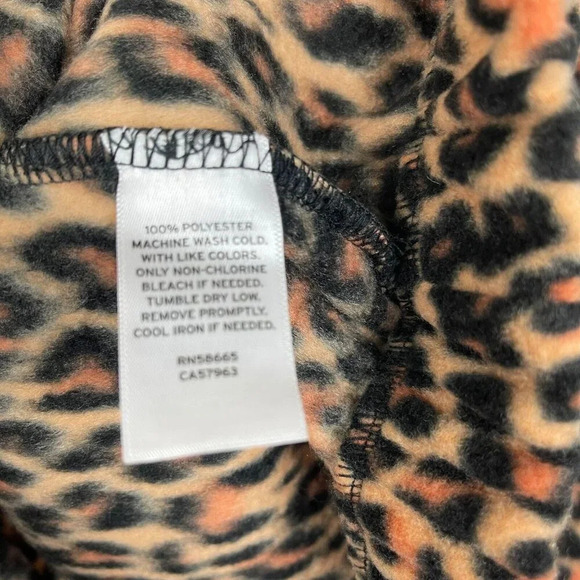 100% POLYESTER
MACHINE WASH COLD,
WITH LIKE COLORS.
ONLY NON-CHLORINE
BLEACH IF NEEDED.
TUMBLE DRY LOW.
REMOVE PROMPTLY.
COOL IRON IF NEEDED.
RN58665
CA57963